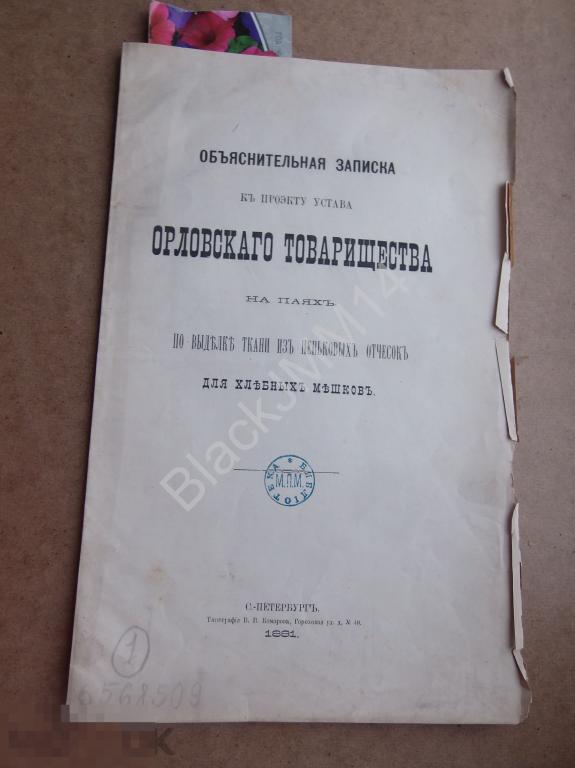 ОБЪЯСНИТЕЛЬНАЯ ЗАПИСКА
КЪ ПРОЭКТУ УСТАВА
ОРЛОВСКАГО ТОВАРИЩЕСТВА
НА ПАЯХЪ
ПО ВЫДѢЛКѢ ТКАНИ ИЗЪ ПЕНЬКОВЫХЪ ОТЧЕСОКЪ
ДЛЯ ХЛѢБНЫХЪ МѢШКОВЪ.
BlackJMM14
БИБЛІОТЕКА
М.П.М.
С.-ПЕТЕРБУРГЪ.
Типографія В. В. Комарова, Гороховая ул. д. № 40.
1881.
1
6568509